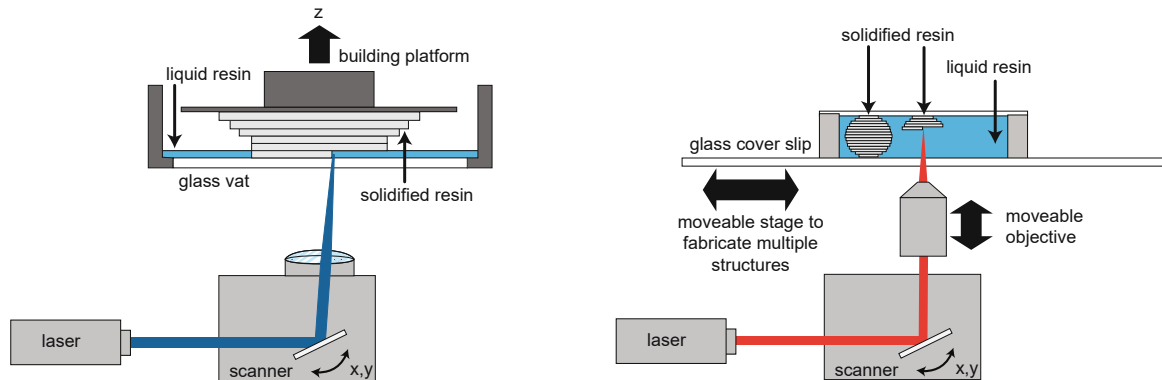 z
building platform
liquid resin
glass vat
solidified resin
laser
scanner
x,y
solidified resin
liquid resin
glass cover slip
moveable stage to
fabricate multiple
structures
moveable
objective
laser
scanner
x,y